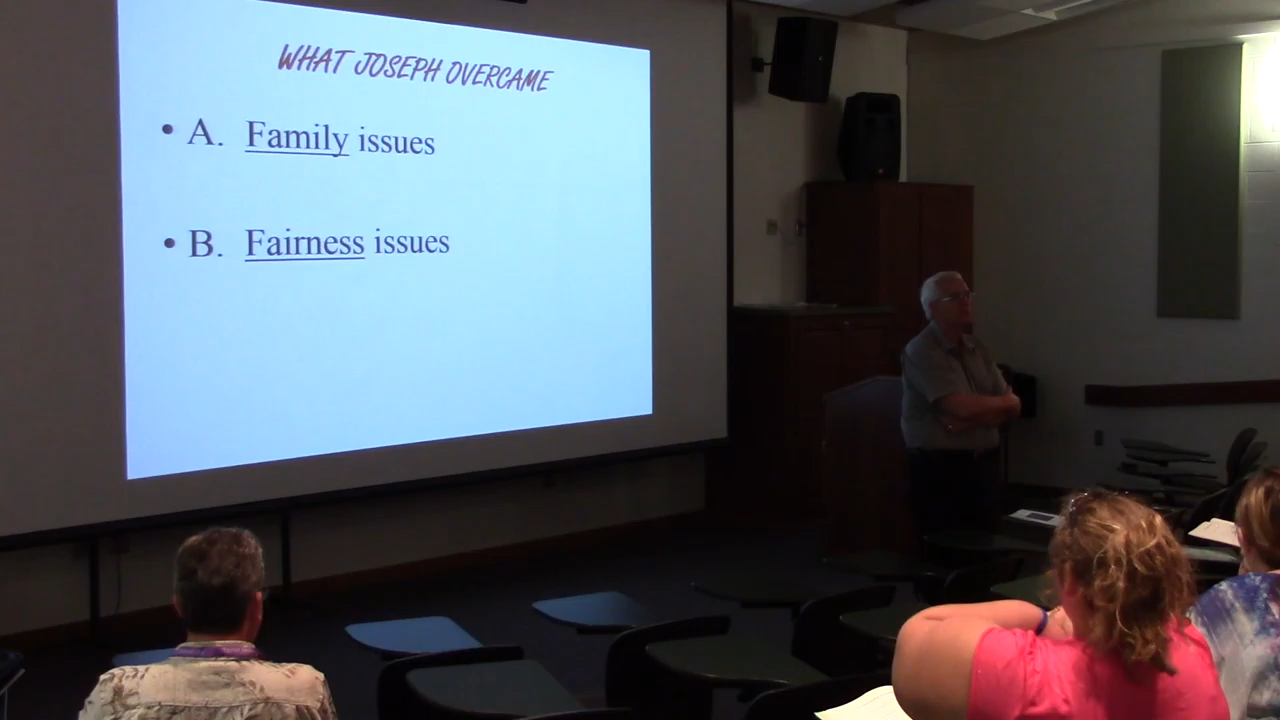 WHAT JOSEPH OVERCAME
• A. Family issues
• B. Fairness issues